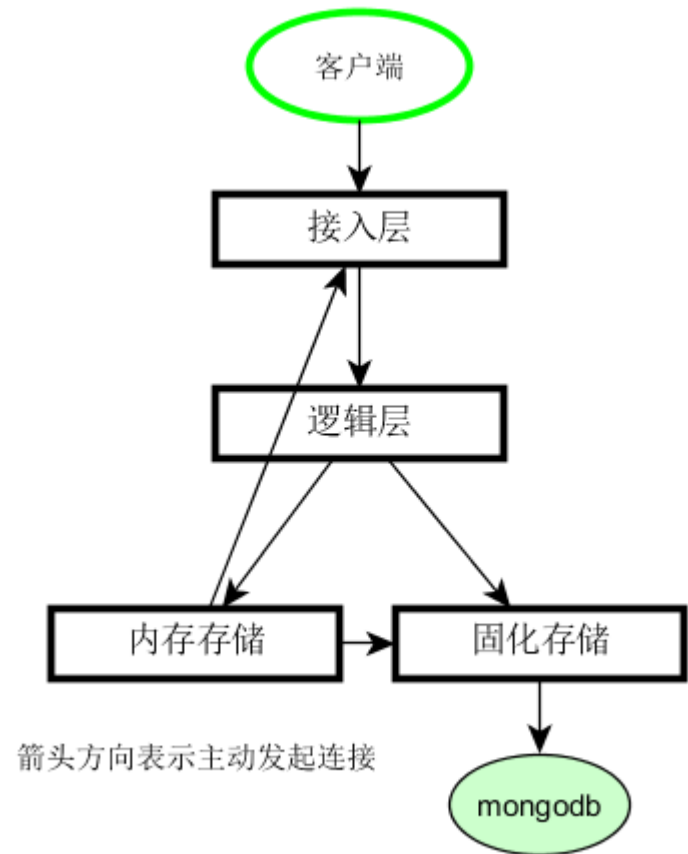 客户端
接入层
逻辑层
内存存储
固化存储
箭头方向表示主动发起连接
mongodb